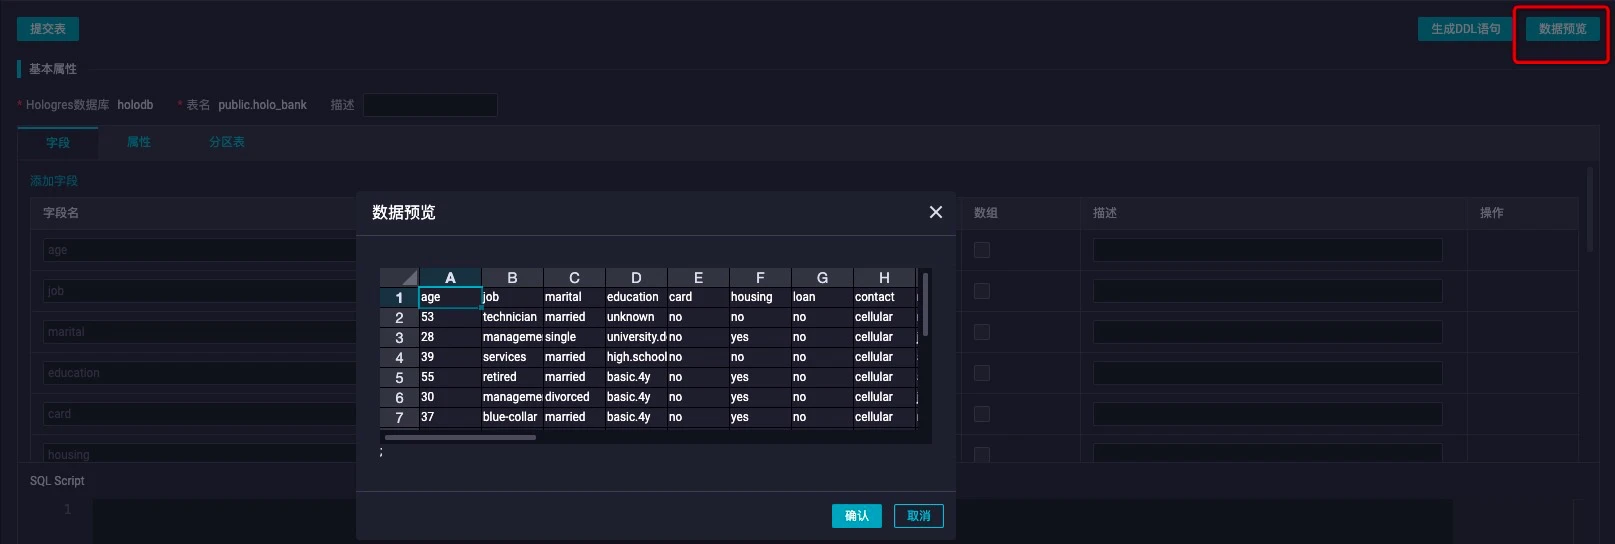 提交表 生成DDL语句 数据预览
基本属性
* Hologres数据库 holodb * 表名 public.holo_bank 描述
字段 属性 分区表
添加字段
字段名 数组 描述 操作
age
job
marital
education
card
housing
数据预览
A B C D E F G H
1 age job marital education card housing loan contact
2 53 technician married unknown no no no cellular
3 28 manageme single university.d no yes no cellular
4 39 services married high.school no no no cellular
5 55 retired married basic.4y no yes no cellular
6 30 manageme divorced basic.4y no yes no cellular
7 37 blue-collar married basic.4y no yes no cellular
;
确认 取消
SQL Script
1